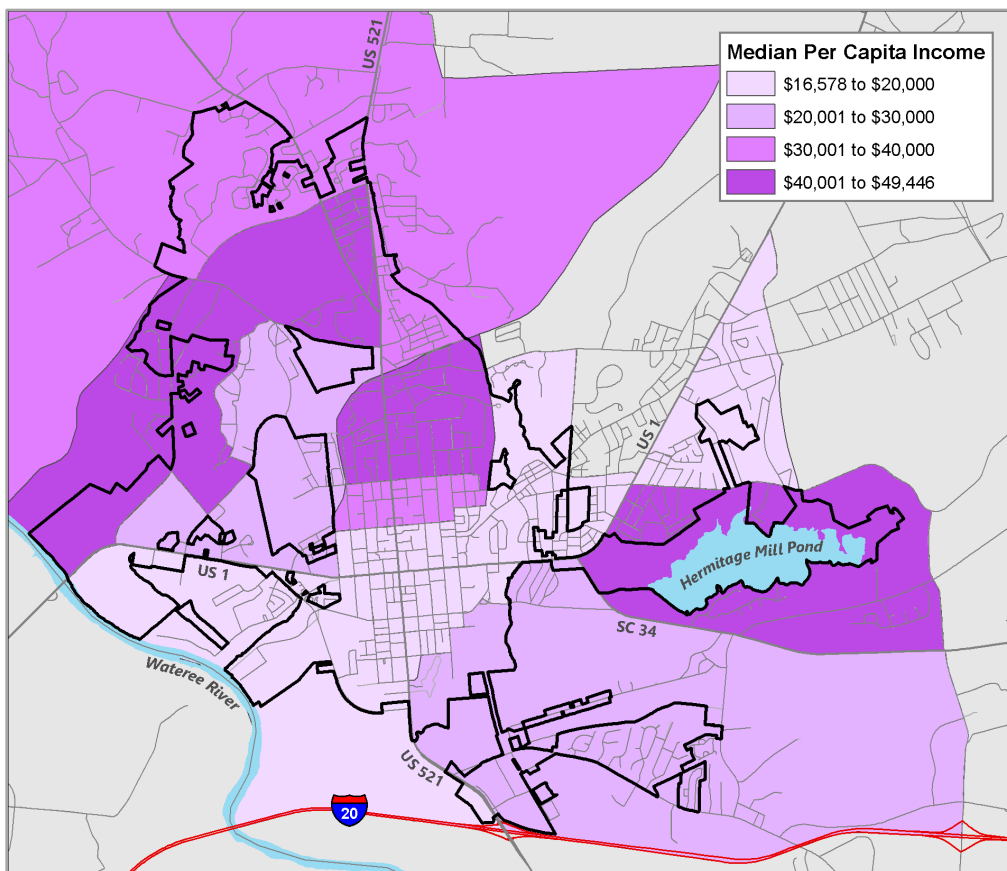 US 521
Median Per Capita Income
$16,578 to $20,000
$20,001 to $30,000
$30,001 to $40,000
$40,001 to $49,446
US 1
Hermitage Mill Pond
US 1
SC 34
Wateree River
US 521
20